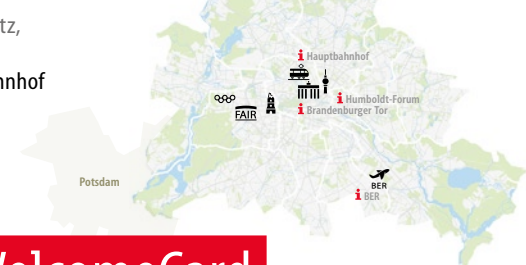 tz,
nhof
i Hauptbahnhof
i Humboldt-Forum
i Brandenburger Tor
FAIR
Potsdam
BER
i BER
WelcomeCard